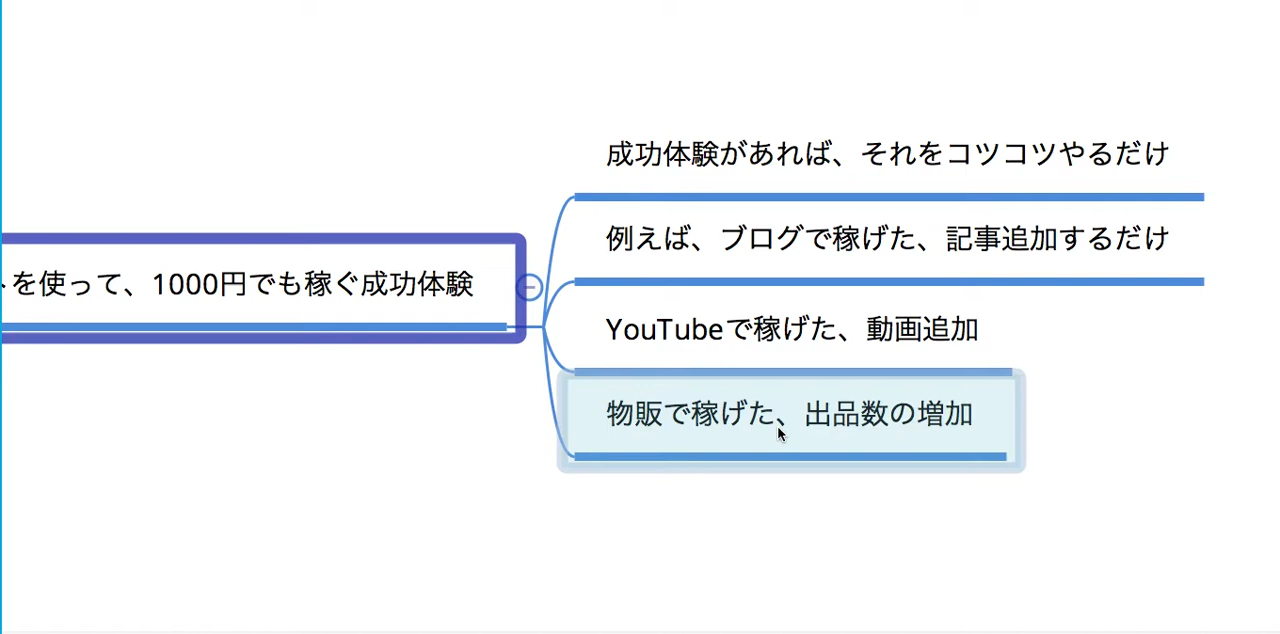 成功体験があれば、それをコツコツやるだけ
例えば、ブログで稼げた、記事追加するだけ
を使って、1000円でも稼ぐ成功体験
YouTubeで稼げた、動画追加
物販で稼げた、出品数の増加